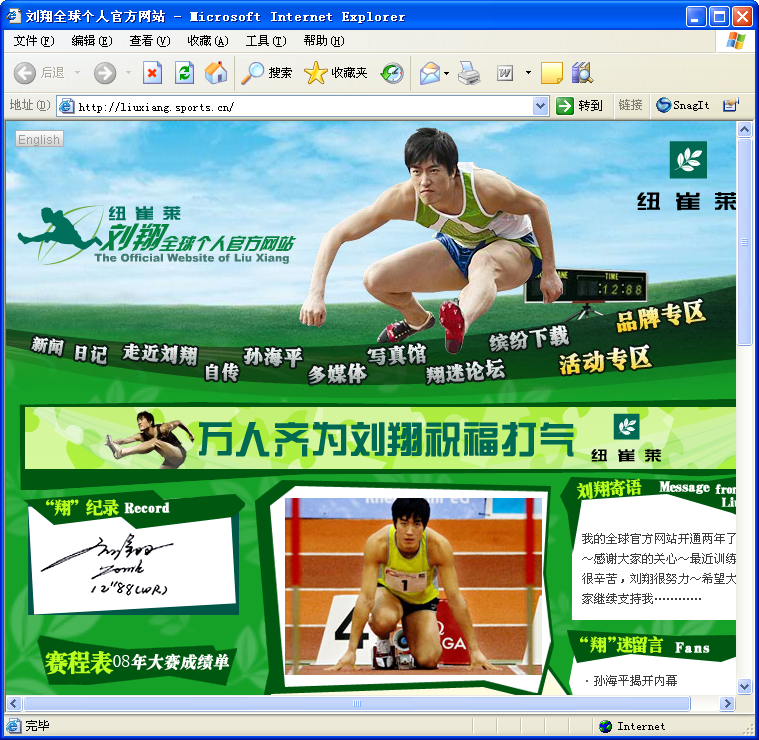 刘翔全球个人官方网站 - Microsoft Internet Explorer
文件(F) 编辑(E) 查看(V) 收藏(A) 工具(T) 帮助(H)
后退 搜索 收藏夹
地址(D) http://liuxiang.sports.cn/ 转到 链接 SnagIt
English
纽崔莱
纽崔莱
刘翔全球个人官方网站
The Official Website of Liu Xiang
TIME
12:88
新闻 日记 走近刘翔 自传 孙海平 多媒体 写真馆 翔迷论坛 缤纷下载 活动专区 品牌专区
万人齐为刘翔祝福打气
纽崔莱
“翔”纪录 Record
12"88(WR)
赛程表08年大赛成绩单
1
4
Q
GA
刘翔寄语 Message from
Li
我的全球官方网站开通两年了
～感谢大家的关心～最近训练
很辛苦，刘翔很努力～希望大
家继续支持我…………
“翔”迷留言 Fans
· 孙海平揭开内幕
完毕 Internet